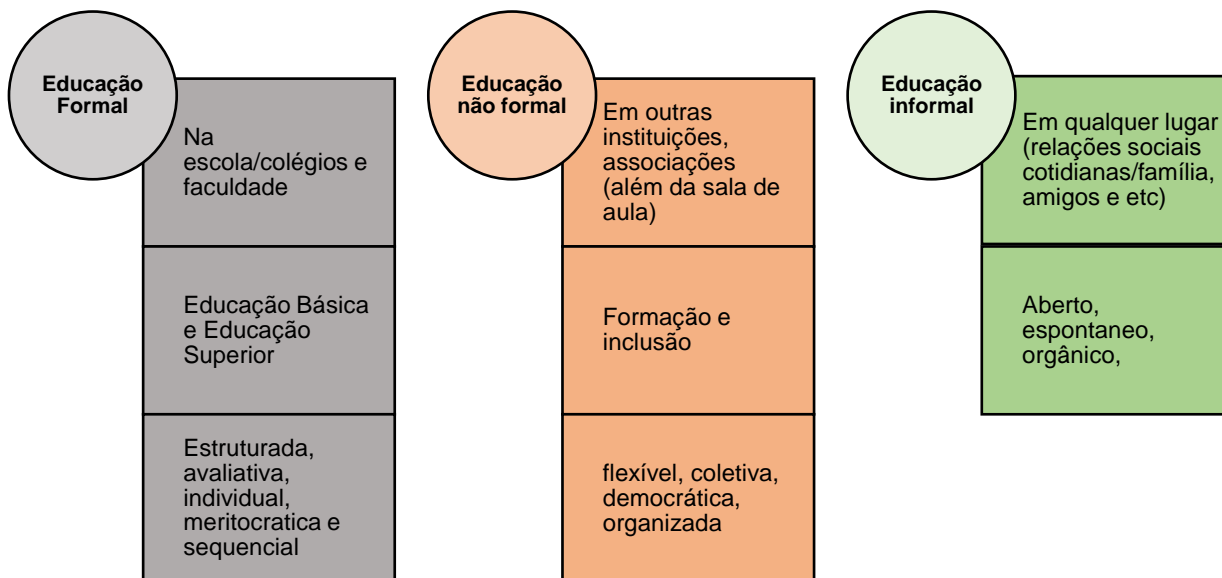 Educação
Formal
Na
escola/colégios e
faculdade
Educação Básica
e Educação
Superior
Estruturada,
avaliativa,
individual,
meritocratica e
sequencial
Educação
não formal
Em outras
instituições,
associações
(além da sala de
aula)
Formação e
inclusão
flexível, coletiva,
democrática,
organizada
Educação
informal
Em qualquer lugar
(relações sociais
cotidianas/família,
amigos e etc)
Aberto,
espontaneo,
orgânico,